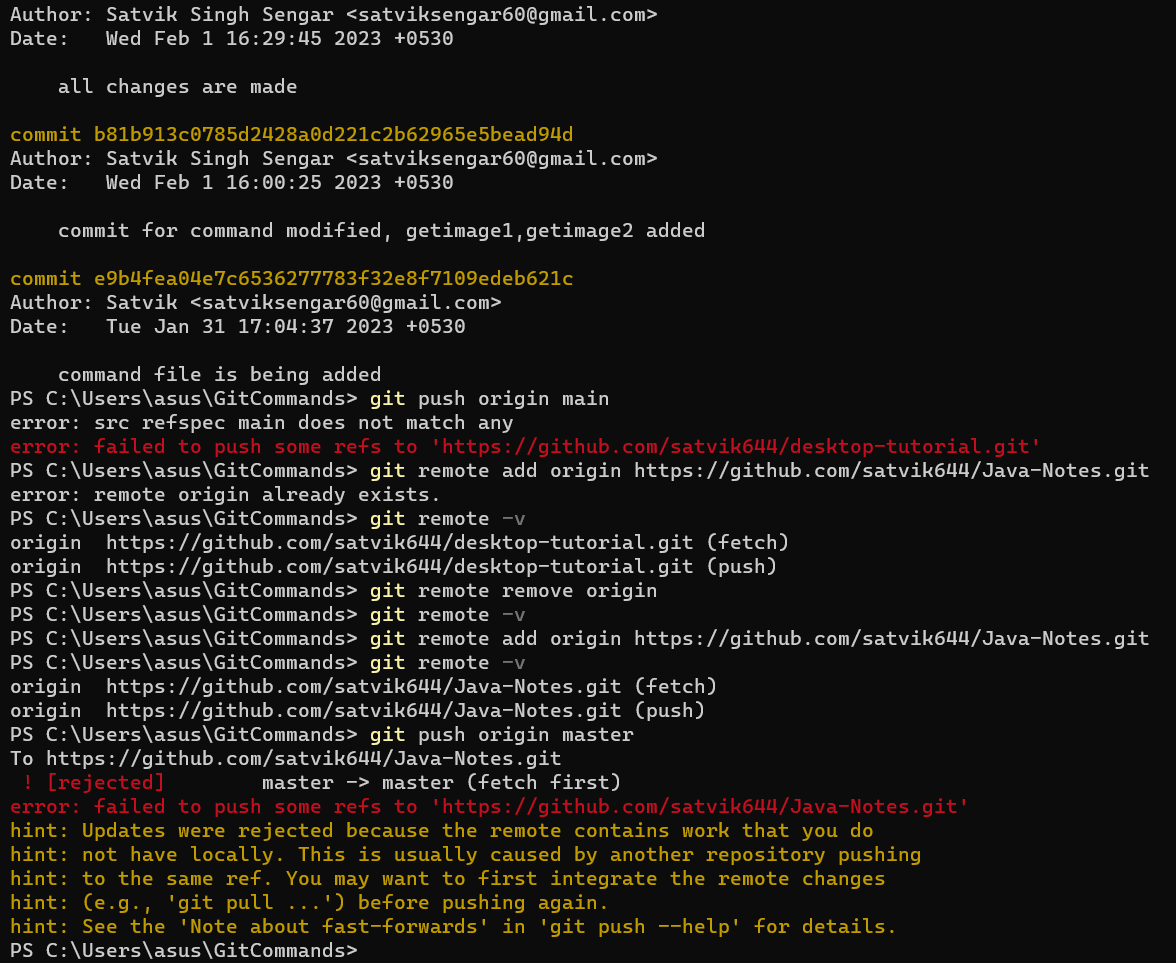 Author: Satvik Singh Sengar <satviksengar60@gmail.com>
Date:   Wed Feb 1 16:29:45 2023 +0530
    all changes are made
commit b81b913c0785d2428a0d221c2b62965e5bead94d
Author: Satvik Singh Sengar <satviksengar60@gmail.com>
Date:   Wed Feb 1 16:00:25 2023 +0530
    commit for command modified, getimage1,getimage2 added
commit e9b4fea04e7c6536277783f32e8f7109edeb621c
Author: Satvik <satviksengar60@gmail.com>
Date:   Tue Jan 31 17:04:37 2023 +0530
    command file is being added
PS C:\Users\asus\GitCommands> git push origin main
error: src refspec main does not match any
error: failed to push some refs to 'https://github.com/satvik644/desktop-tutorial.git'
PS C:\Users\asus\GitCommands> git remote add origin https://github.com/satvik644/Java-Notes.git
error: remote origin already exists.
PS C:\Users\asus\GitCommands> git remote -v
origin  https://github.com/satvik644/desktop-tutorial.git (fetch)
origin  https://github.com/satvik644/desktop-tutorial.git (push)
PS C:\Users\asus\GitCommands> git remote remove origin
PS C:\Users\asus\GitCommands> git remote -v
PS C:\Users\asus\GitCommands> git remote add origin https://github.com/satvik644/Java-Notes.git
PS C:\Users\asus\GitCommands> git remote -v
origin  https://github.com/satvik644/Java-Notes.git (fetch)
origin  https://github.com/satvik644/Java-Notes.git (push)
PS C:\Users\asus\GitCommands> git push origin master
To https://github.com/satvik644/Java-Notes.git
 ! [rejected]        master -> master (fetch first)
error: failed to push some refs to 'https://github.com/satvik644/Java-Notes.git'
hint: Updates were rejected because the remote contains work that you do
hint: not have locally. This is usually caused by another repository pushing
hint: to the same ref. You may want to first integrate the remote changes
hint: (e.g., 'git pull ...') before pushing again.
hint: See the 'Note about fast-forwards' in 'git push --help' for details.
PS C:\Users\asus\GitCommands>